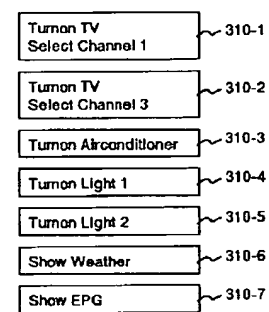 Turnon TV
Select Channel 1
310-1
Turnon TV
Select Channel 3
310-2
Turnon Airconditioner
310-3
Turnon Light 1
310-4
Turnon Light 2
310-5
Show Weather
310-6
Show EPG
310-7